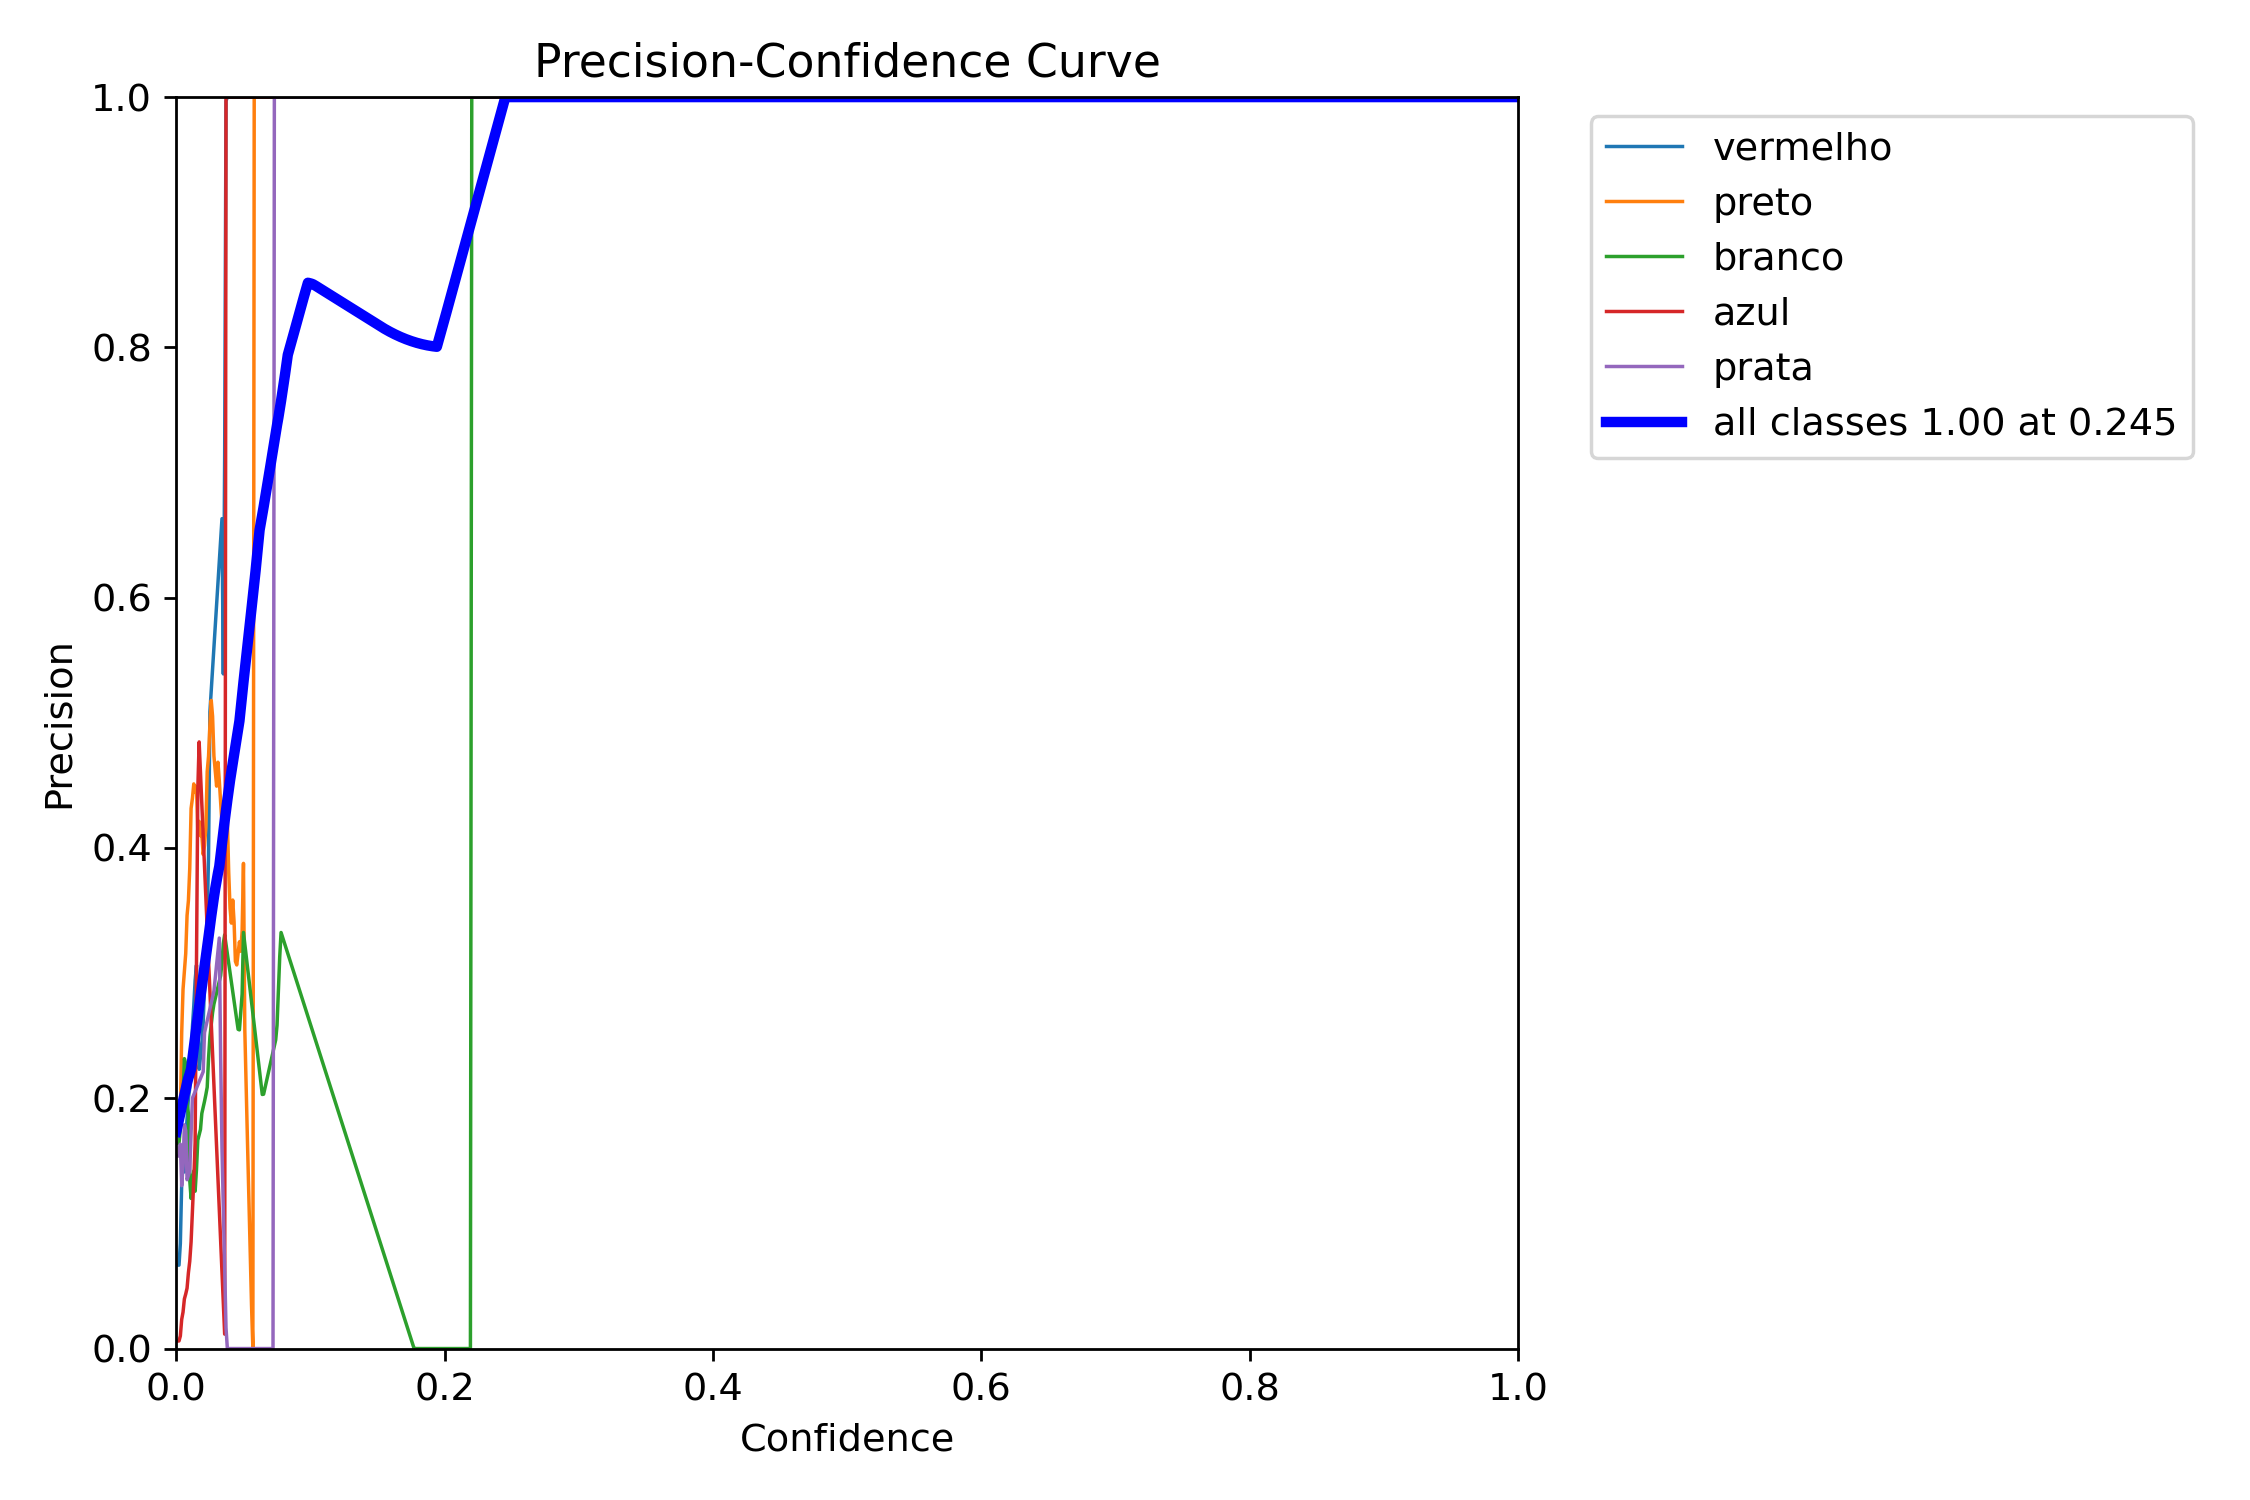 Precision-Confidence Curve
1.0
0.8
0.6
0.4
0.2
0.0
Precision
0.0 0.2 0.4 0.6 0.8 1.0
Confidence
vermelho
preto
branco
azul
prata
all classes 1.00 at 0.245